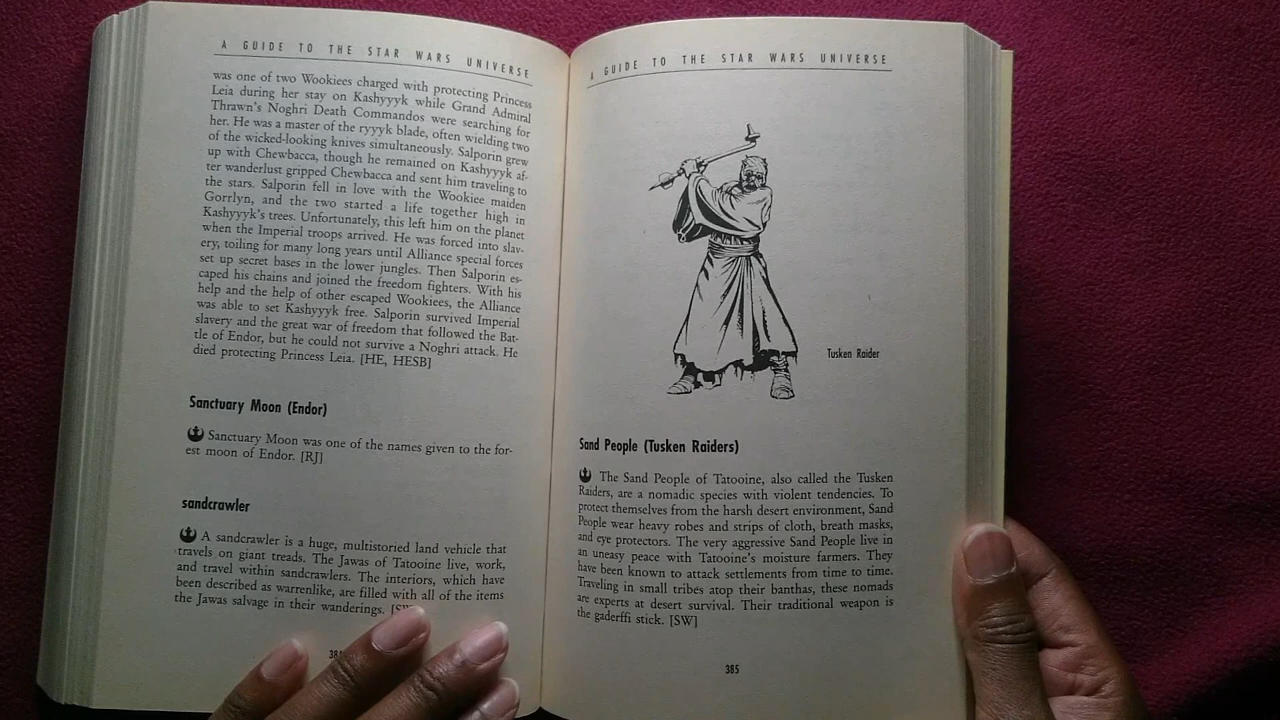 A GUIDE TO THE STAR WARS UNIVERSE
was one of two Wookiees charged with protecting Princess
Leia during her stay on Kashyyyk while Grand Admiral
Thrawn's Noghri Death Commandos were searching for
her. He was a master of the ryyyk blade, often wielding two
of the wicked-looking knives simultaneously. Salporin grew
up with Chewbacca, though he remained on Kashyyyk af-
ter wanderlust gripped Chewbacca and sent him traveling to
the stars. Salporin fell in love with the Wookiee maiden
Gorrlyn, and the two started a life together high in
Kashyyyk's trees. Unfortunately, this left him on the planet
when the Imperial troops arrived. He was forced into slav-
ery, toiling for many long years until Alliance special forces
set up secret bases in the lower jungles. Then Salporin es-
caped his chains and joined the freedom fighters. With his
help and the help of other escaped Wookiees, the Alliance
was able to set Kashyyyk free. Salporin survived Imperial
slavery and the great war of freedom that followed the Bat-
tle of Endor, but he could not survive a Noghri attack. He
died protecting Princess Leia. [HE, HESB]
Sanctuary Moon (Endor)
Sanctuary Moon was one of the names given to the for-
est moon of Endor. [RJ]
sandcrawler
A sandcrawler is a huge, multistoried land vehicle that
travels on giant treads. The Jawas of Tatooine live, work,
and travel within sandcrawlers. The interiors, which have
been described as warrenlike, are filled with all of the items
the Jawas salvage in their wanderings.
A GUIDE TO THE STAR WARS UNIVERSE
Tusken Raider
Sand People (Tusken Raiders)
The Sand People of Tatooine, also called the Tusken
Raiders, are a nomadic species with violent tendencies. To
protect themselves from the harsh desert environment, Sand
People wear heavy robes and strips of cloth, breath masks,
and eye protectors. The very aggressive Sand People live in
an uneasy peace with Tatooine's moisture farmers. They
have been known to attack settlements from time to time.
Traveling in small tribes atop their banthas, these nomads
are experts at desert survival. Their traditional weapon is
the gaderffi stick. [SW]
385